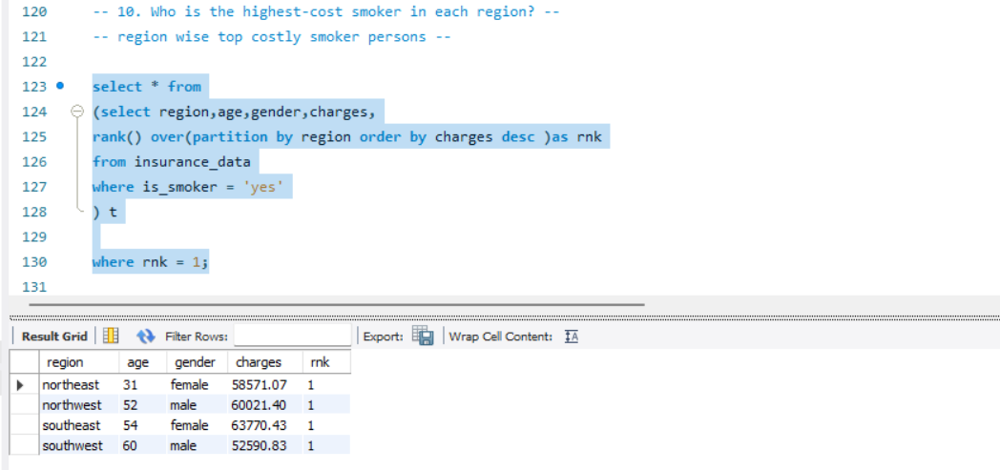 120 -- 10. Who is the highest-cost smoker in each region? --
121 -- region wise top costly smoker persons --
122
123 select * from
124 (select region,age,gender,charges,
125 rank() over(partition by region order by charges desc )as rnk
126 from insurance_data
127 where is_smoker = 'yes'
128 ) t
129
130 where rnk = 1;
131
Result Grid Filter Rows: Export: Wrap Cell Content:
region age gender charges rnk
northeast 31 female 58571.07 1
northwest 52 male 60021.40 1
southeast 54 female 63770.43 1
southwest 60 male 52590.83 1